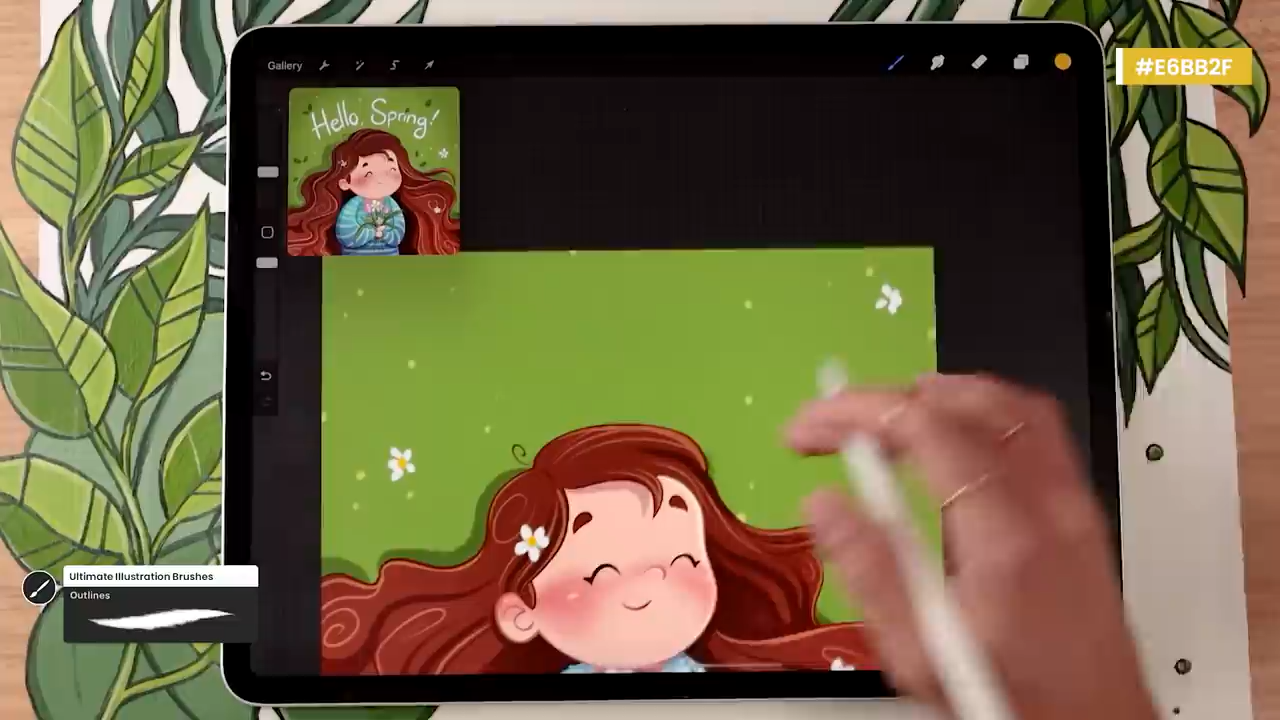 #E6BB2F
Gallery
Hello, Spring!
Ultimate Illustration Brushes
Outlines